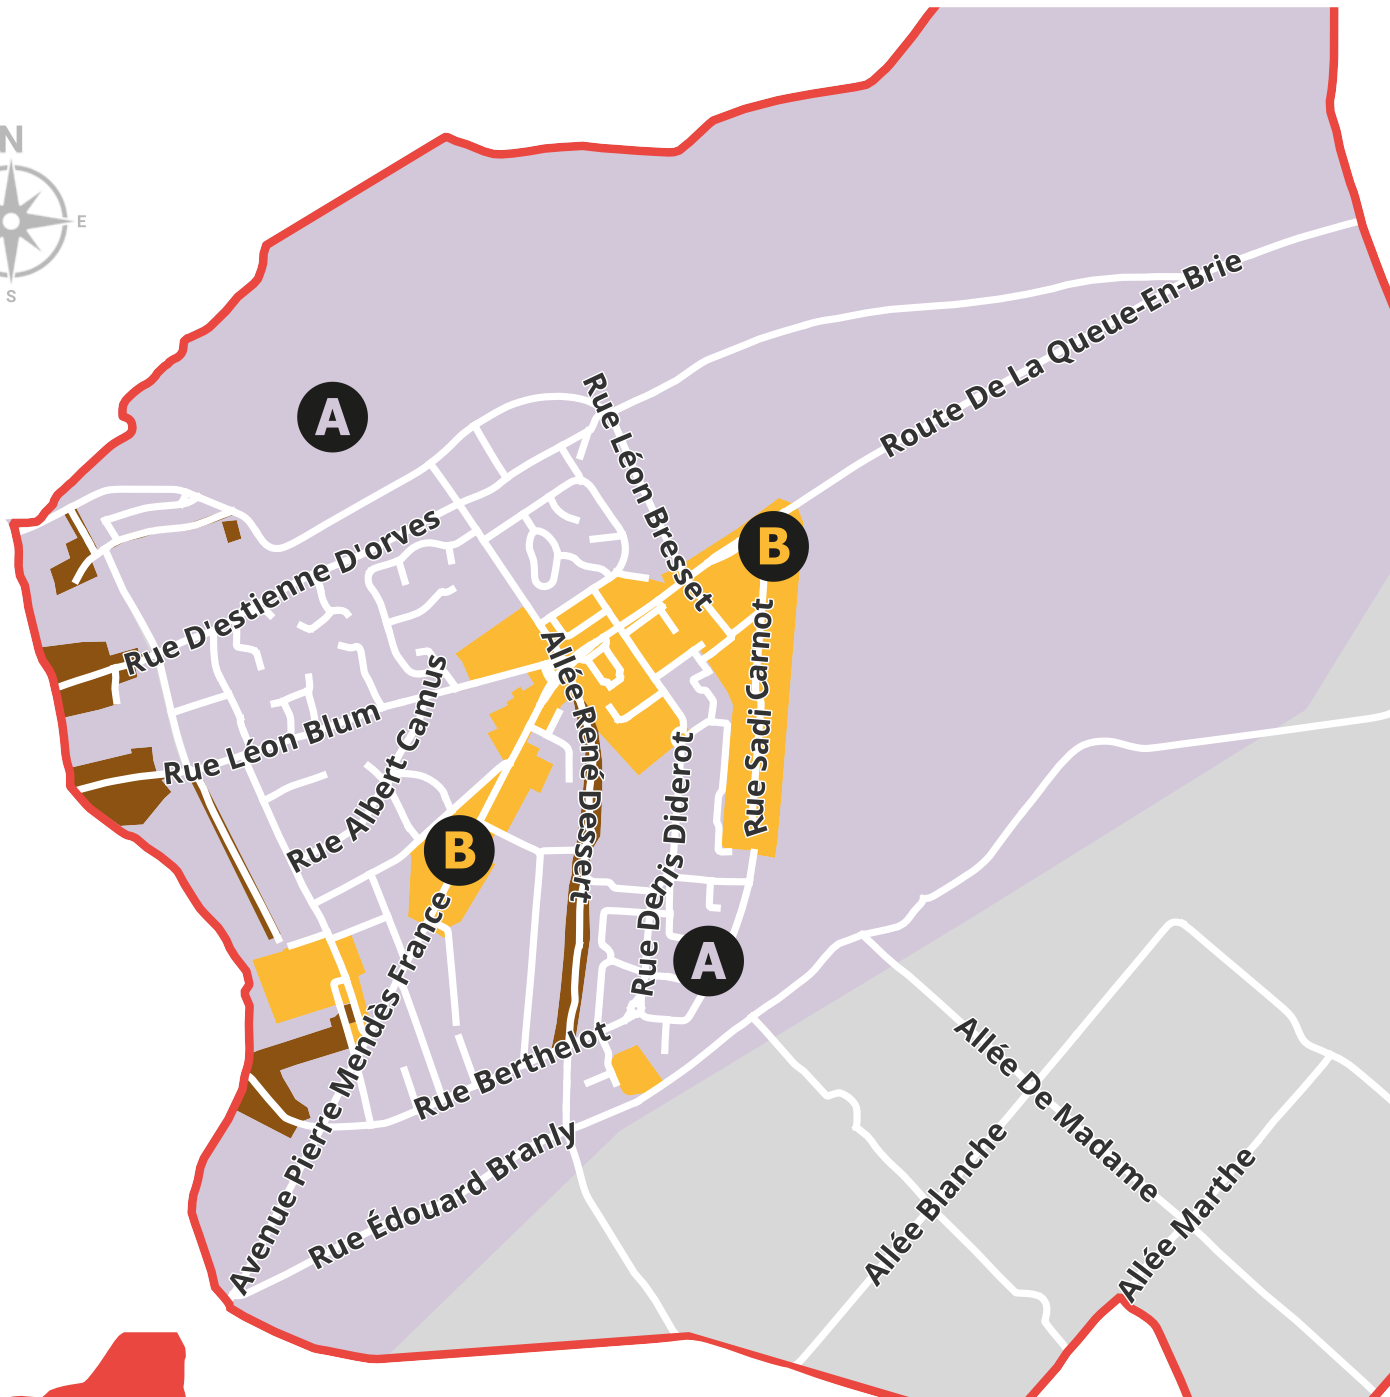 N
E
S
A
Route De La Queue-En-Brie
Rue Léon Bresset
B
Rue D'estienne D'orves
Rue Sadi Carnot
Allée René Dessert
Rue Albert Camus
Rue Léon Blum
Rue Denis Diderot
B
A
Avenue Pierre Mendès France
Rue Berthelot
Rue Édouard Branly
Allée De Madame
Allée Blanche
Allée Marthe